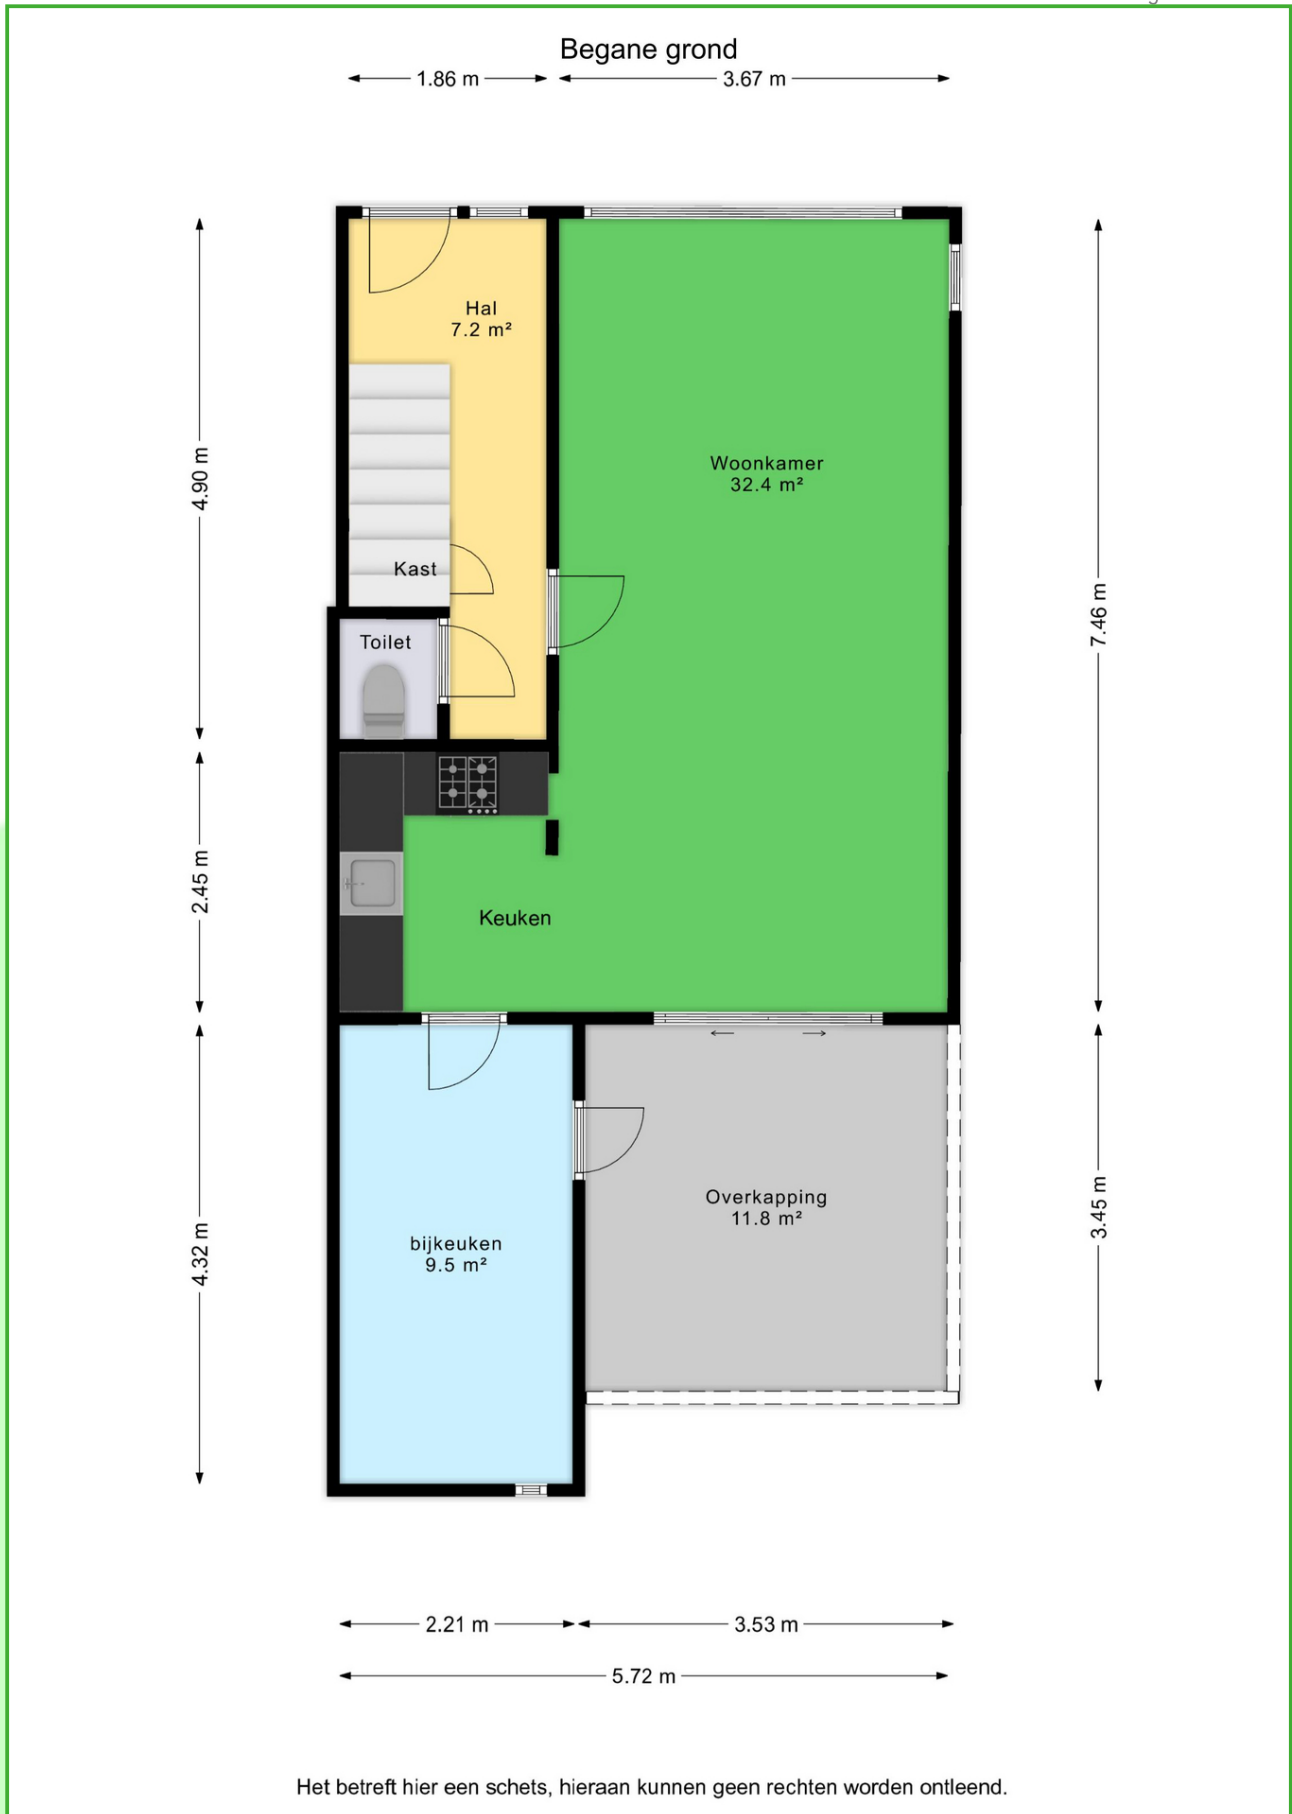 Begane grond
1.86 m
3.67 m
Hal
7.2 m²
4.90 m
Woonkamer
32.4 m²
Kast
7.46 m
Toilet
2.45 m
Keuken
Overkapping
11.8 m²
3.45 m
bijkeuken
9.5 m²
4.32 m
2.21 m
3.53 m
5.72 m
Het betreft hier een schets, hieraan kunnen geen rechten worden ontleend.